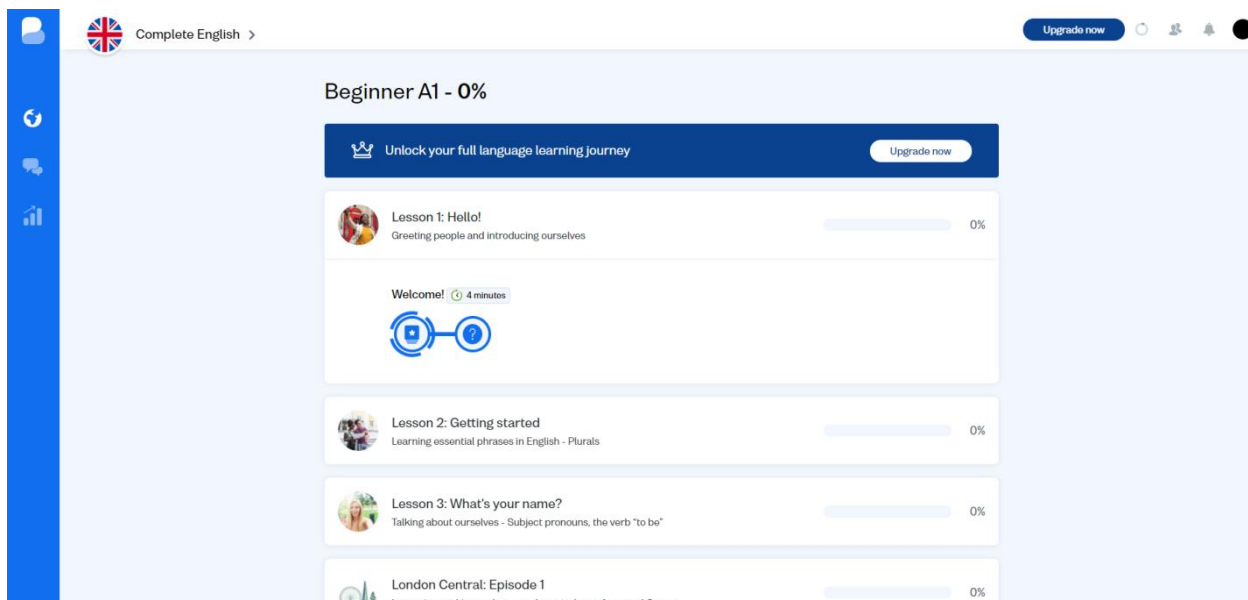 Complete English >
Upgrade now
Beginner A1 - 0%
Unlock your full language learning journey
Upgrade now
Lesson 1: Hello!
Greeting people and introducing ourselves
0%
Welcome! 4 minutes
?
Lesson 2: Getting started
Learning essential phrases in English - Plurals
0%
Lesson 3: What's your name?
Talking about ourselves - Subject pronouns, the verb "to be"
0%
London Central: Episode 1
0%